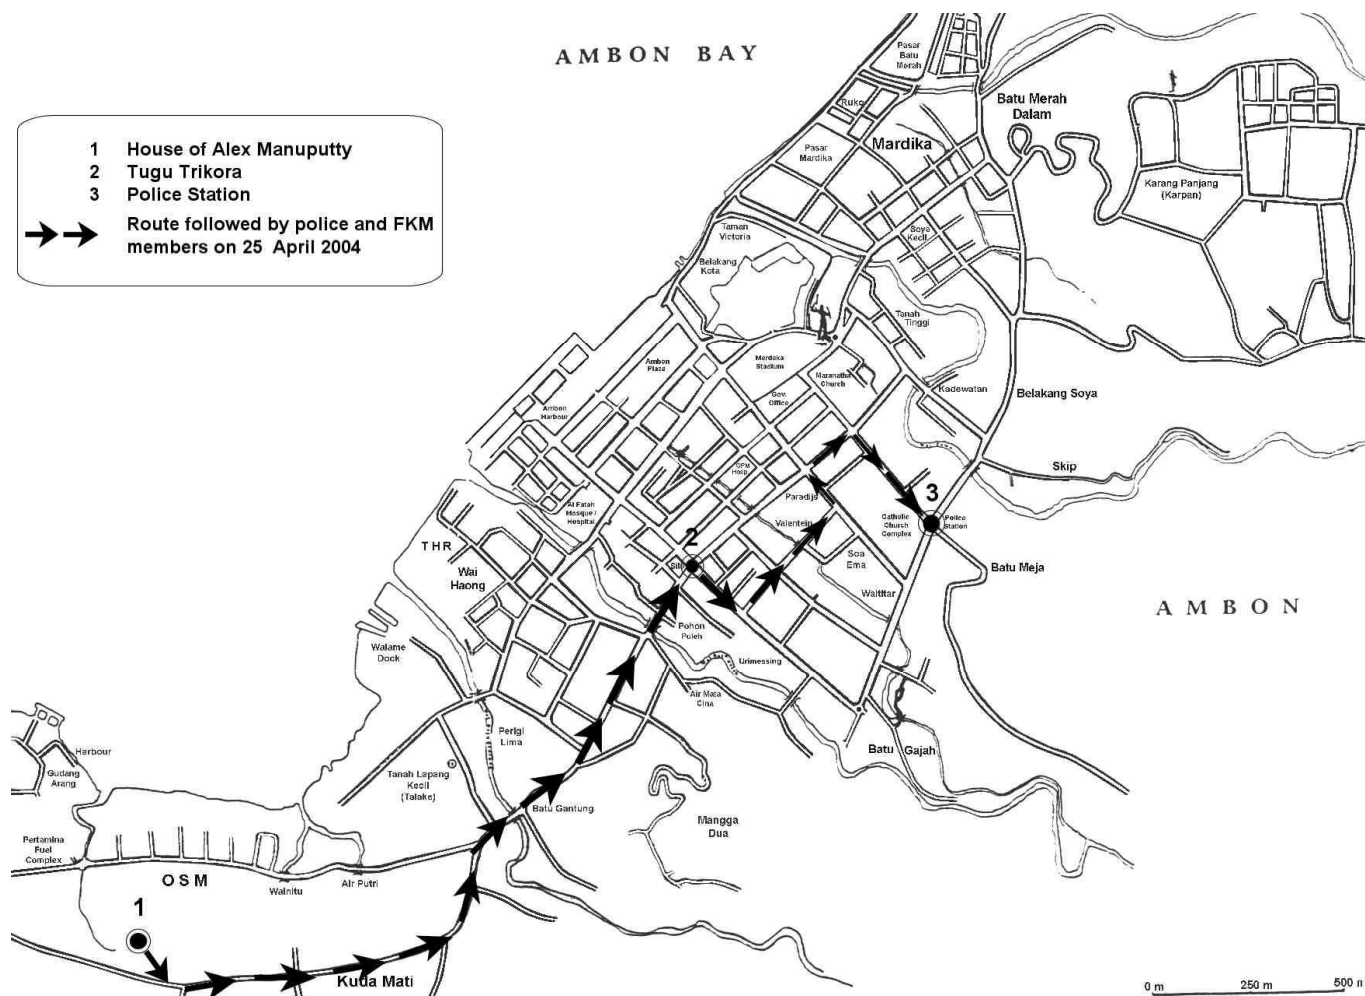 AMBON BAY
1 House of Alex Manuputty
2 Tugu Trikora
3 Police Station
Route followed by police and FKM
members on 25 April 2004
Pasar
Batu
Merah
Ruko
Batu Merah
Dalam
Mardika
Pasar
Mardika
Karang Panjang
(Karpan)
Taman
Victoria
Soya
Kecil
Belakang
Kota
Tanah
Tinggi
Ambon
Plaza
Merdeka
Stadium
Maranatha
Church
Gov.
Office
Kadewatan
Belakang Soya
Ambon
Harbour
Skip
CPM
Hosp.
Paradijs
3
Al Fatah
Mosque /
Hospital
Valentein
Catholic
Church
Complex
Police
Station
THR
2
Wai
Haong
Soa
Ema
Batu Meja
Waititar
AMBON
Pohon
Puleh
Walame
Dock
Urimessing
Air Mata
Cina
Perigi
Lima
Batu Gajah
Harbour
Gudang
Arang
Tanah Lapang
Kecil
(Talake)
Batu Gantung
Mangga
Dua
Pertamina
Fuel
Complex
OSM
Wainitu
Air Putri
1
Kuda Mati
0 m 250 m 500 m